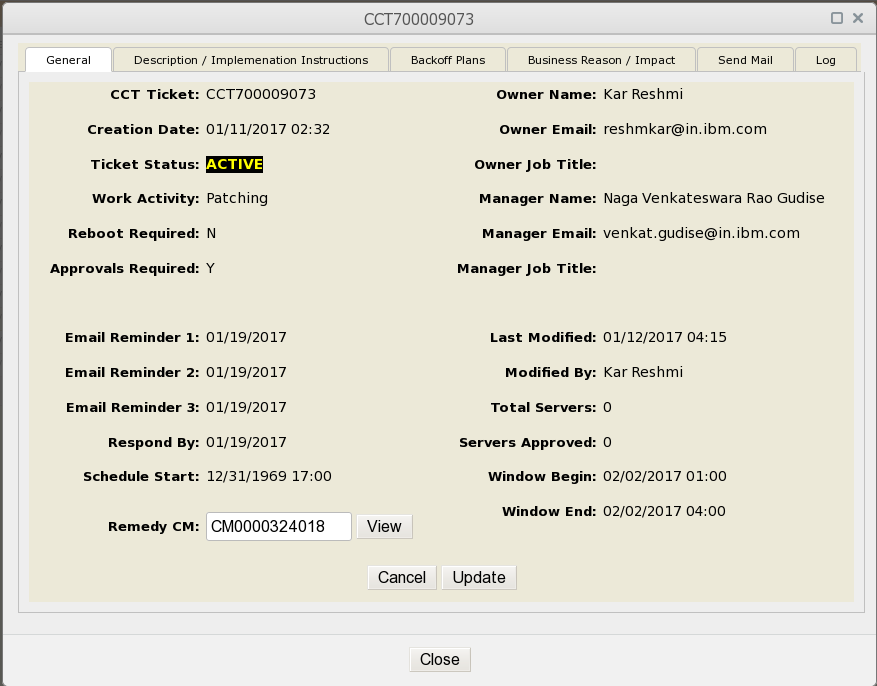 CCT700009073
General Description / Implemenation Instructions Backoff Plans Business Reason / Impact Send Mail Log
CCT Ticket: CCT700009073 Owner Name: Kar Reshmi
Creation Date: 01/11/2017 02:32 Owner Email: reshmkar@in.ibm.com
Ticket Status: ACTIVE Owner Job Title:
Work Activity: Patching Manager Name: Naga Venkateswara Rao Gudise
Reboot Required: N Manager Email: venkat.gudise@in.ibm.com
Approvals Required: Y Manager Job Title:
Email Reminder 1: 01/19/2017 Last Modified: 01/12/2017 04:15
Email Reminder 2: 01/19/2017 Modified By: Kar Reshmi
Email Reminder 3: 01/19/2017 Total Servers: 0
Respond By: 01/19/2017 Servers Approved: 0
Schedule Start: 12/31/1969 17:00 Window Begin: 02/02/2017 01:00
Window End: 02/02/2017 04:00
Remedy CM: CM0000324018 View
Cancel Update
Close